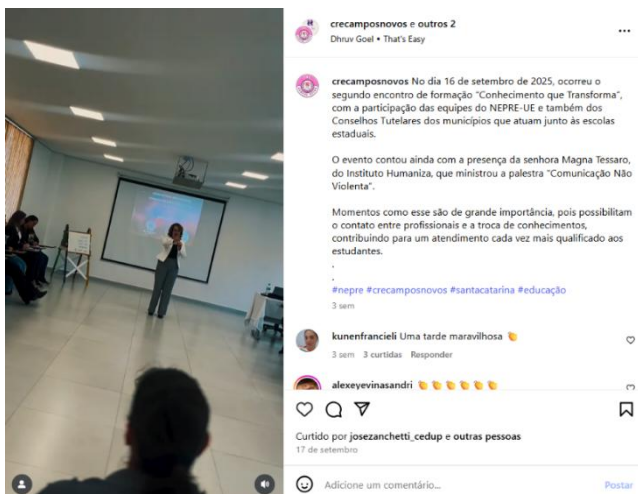 crecamposnovos e outros 2
Dhruv Goel • That's Easy
crecamposnovos No dia 16 de setembro de 2025, ocorreu o
segundo encontro de formação "Conhecimento que Transforma",
com a participação das equipes do NEPRE-UE e também dos
Conselhos Tutelares dos municípios que atuam junto às escolas
estaduais.
O evento contou ainda com a presença da senhora Magna Tessaro,
do Instituto Humaniza, que ministrou a palestra "Comunicação Não
Violenta".
Momentos como esse são de grande importância, pois possibilitam
o contato entre profissionais e a troca de conhecimentos,
contribuindo para um atendimento cada vez mais qualificado aos
estudantes.
.
.
#nepre #crecamposnovos #santacatarina #educação
3 sem
kunenfrancieli Uma tarde maravilhosa 👏
3 sem 3 curtidas Responder
alexeyevinasandri 👏👏👏👏👏👏
Curtido por josezanchetti_cedup e outras pessoas
17 de setembro
Adicione um comentário... Postar